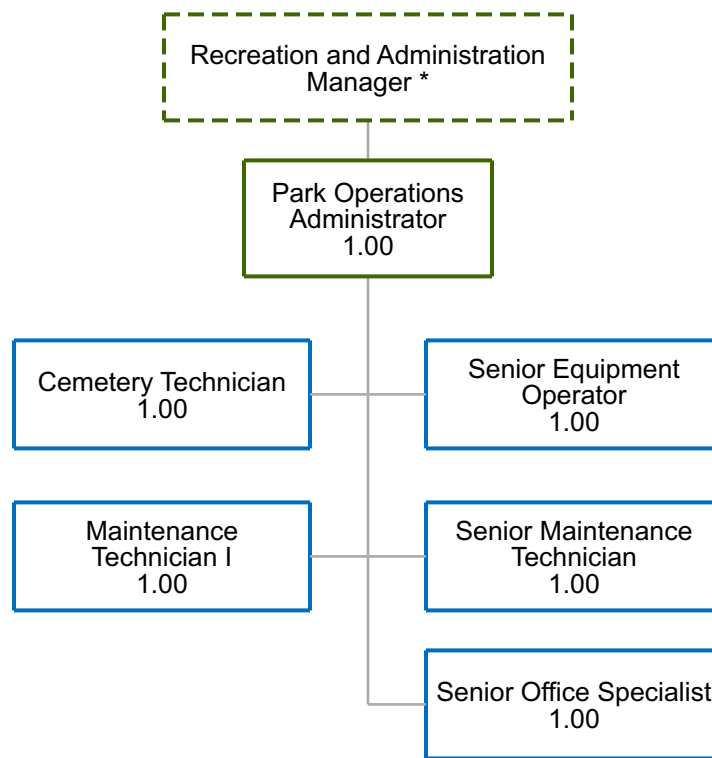 Recreation and Administration
Manager *
Park Operations
Administrator
1.00
Cemetery Technician
1.00
Senior Equipment
Operator
1.00
Maintenance
Technician I
1.00
Senior Maintenance
Technician
1.00
Senior Office Specialist
1.00